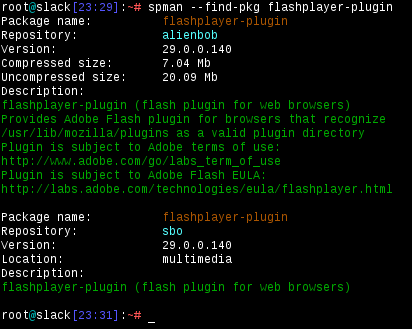 root@slack[23:29]:~# spman --find-pkg flashplayer-plugin
Package name: flashplayer-plugin
Repository: alienbob
Version: 29.0.0.140
Compressed size: 7.04 Mb
Uncompressed size: 20.09 Mb
Description:
flashplayer-plugin (flash plugin for web browsers)
Provides Adobe Flash plugin for browsers that recognize
/usr/lib/mozilla/plugins as a valid plugin directory
Plugin is subject to Adobe terms of use:
http://www.adobe.com/go/labs_term_of_use
Plugin is subject to Adobe Flash EULA:
http://labs.adobe.com/technologies/eula/flashplayer.html
Package name: flashplayer-plugin
Repository: sbo
Version: 29.0.0.140
Location: multimedia
Description:
flashplayer-plugin (flash plugin for web browsers)
root@slack[23:31]:~# _